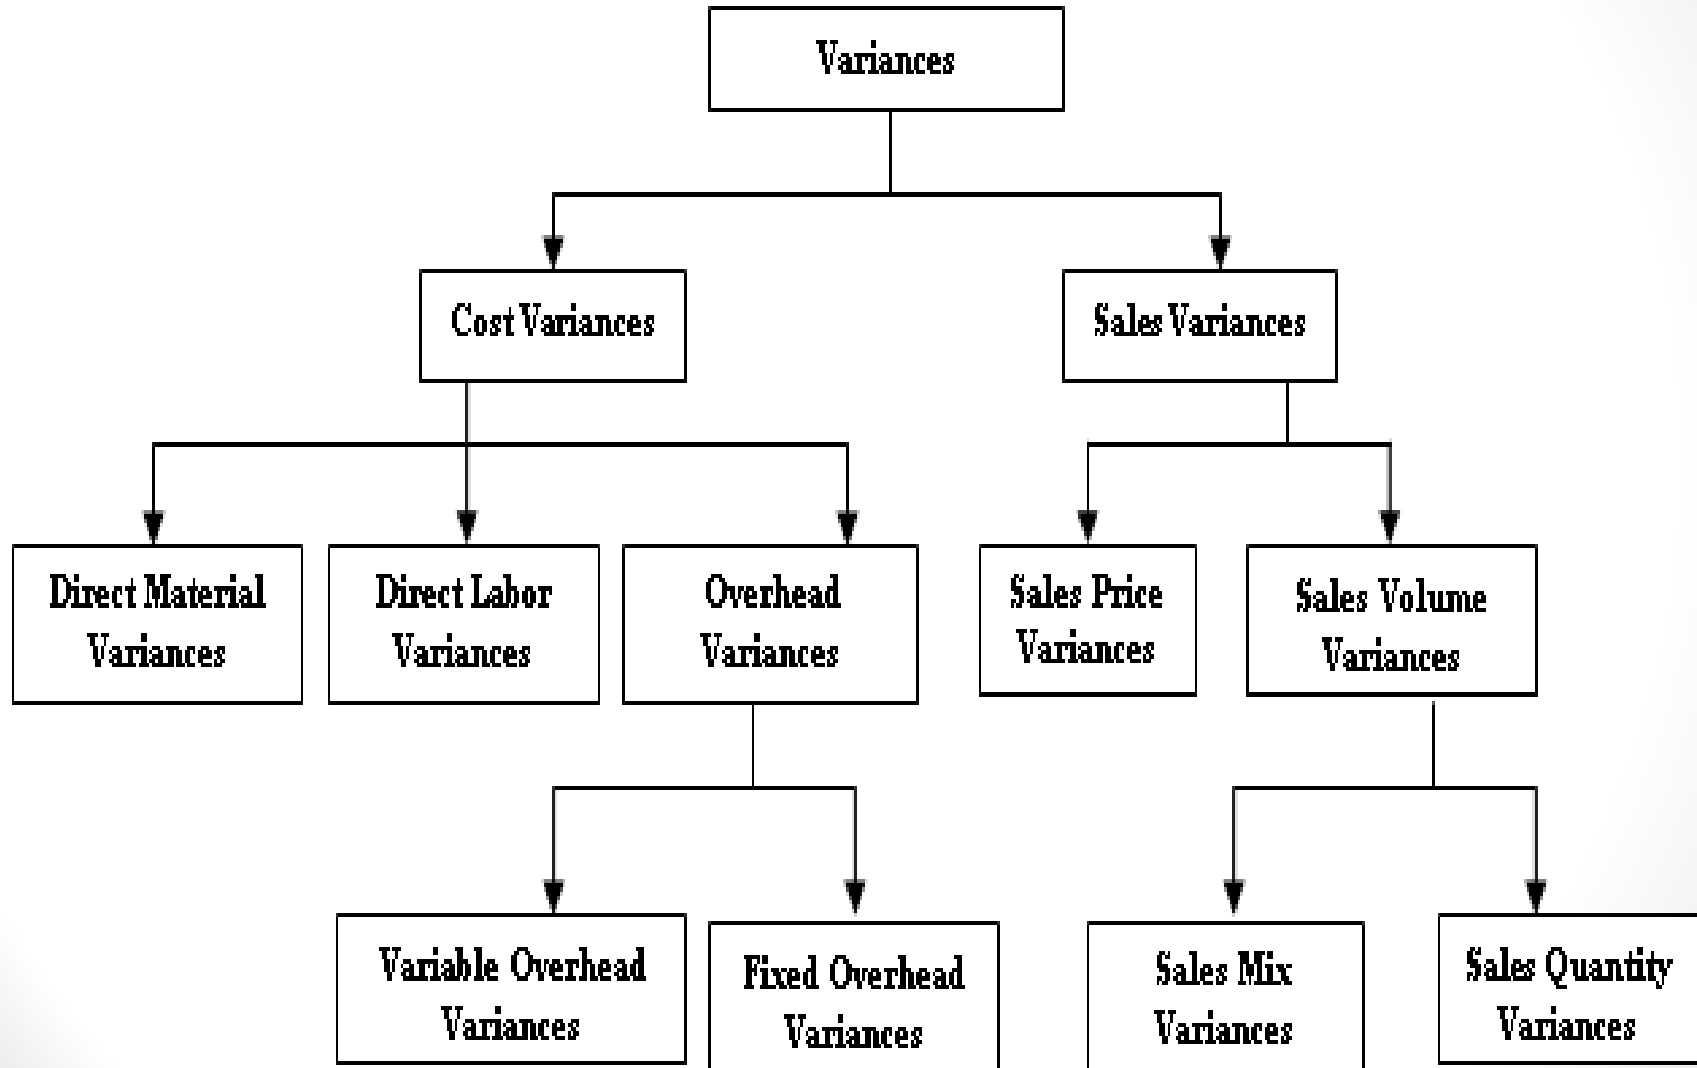 Variances
Cost Variances
Sales Variances
Direct Material
Variances
Direct Labor
Variances
Overhead
Variances
Sales Price
Variances
Sales Volume
Variances
Variable Overhead
Variances
Fixed Overhead
Variances
Sales Mix
Variances
Sales Quantity
Variances